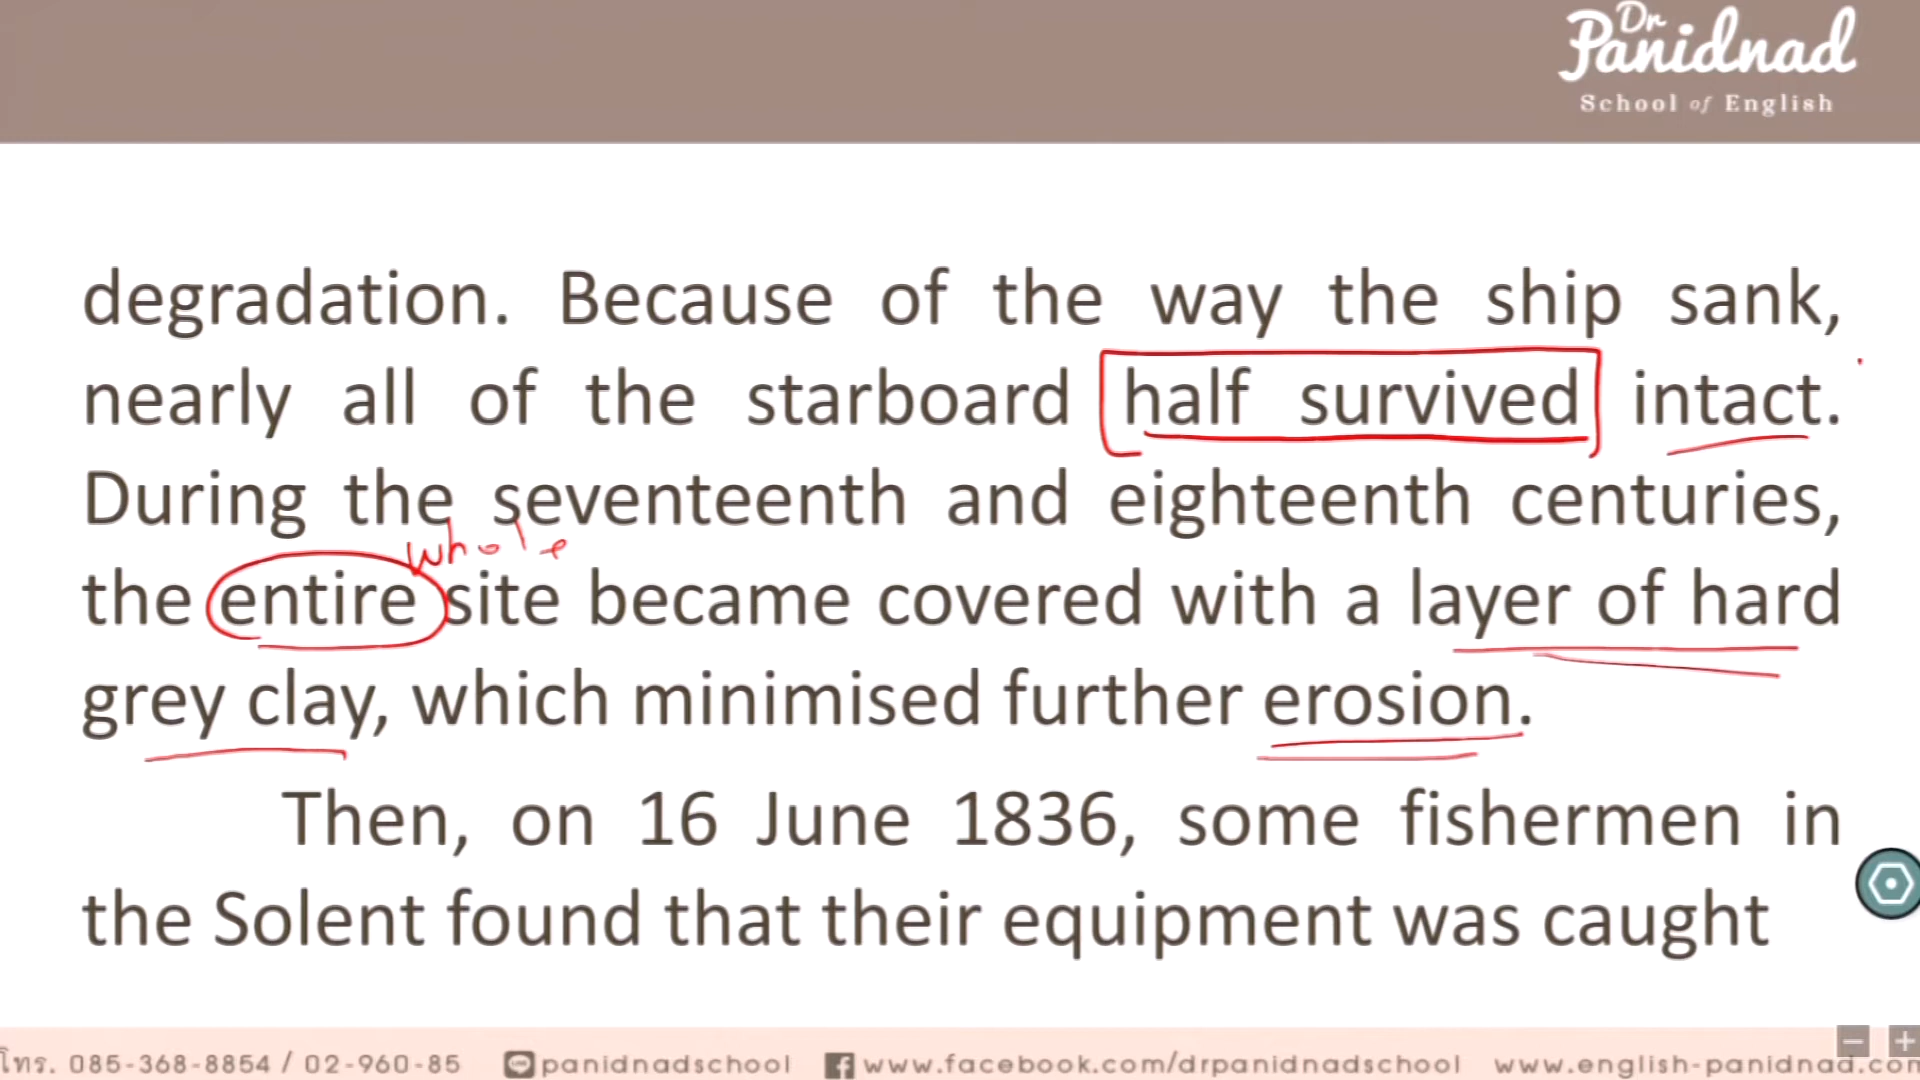 Dr
Panidnad
School of English
degradation. Because of the way the ship sank,
nearly all of the starboard half survived intact.
During the seventeenth and eighteenth centuries,
whole
the entire site became covered with a layer of hard
grey clay, which minimised further erosion.
Then, on 16 June 1836, some fishermen in
the Solent found that their equipment was caught
โทร. 085-368-8854 / 02-960-85 panidnadschool www.facebook.com/drpanidnadschool www.english-panidnad.com